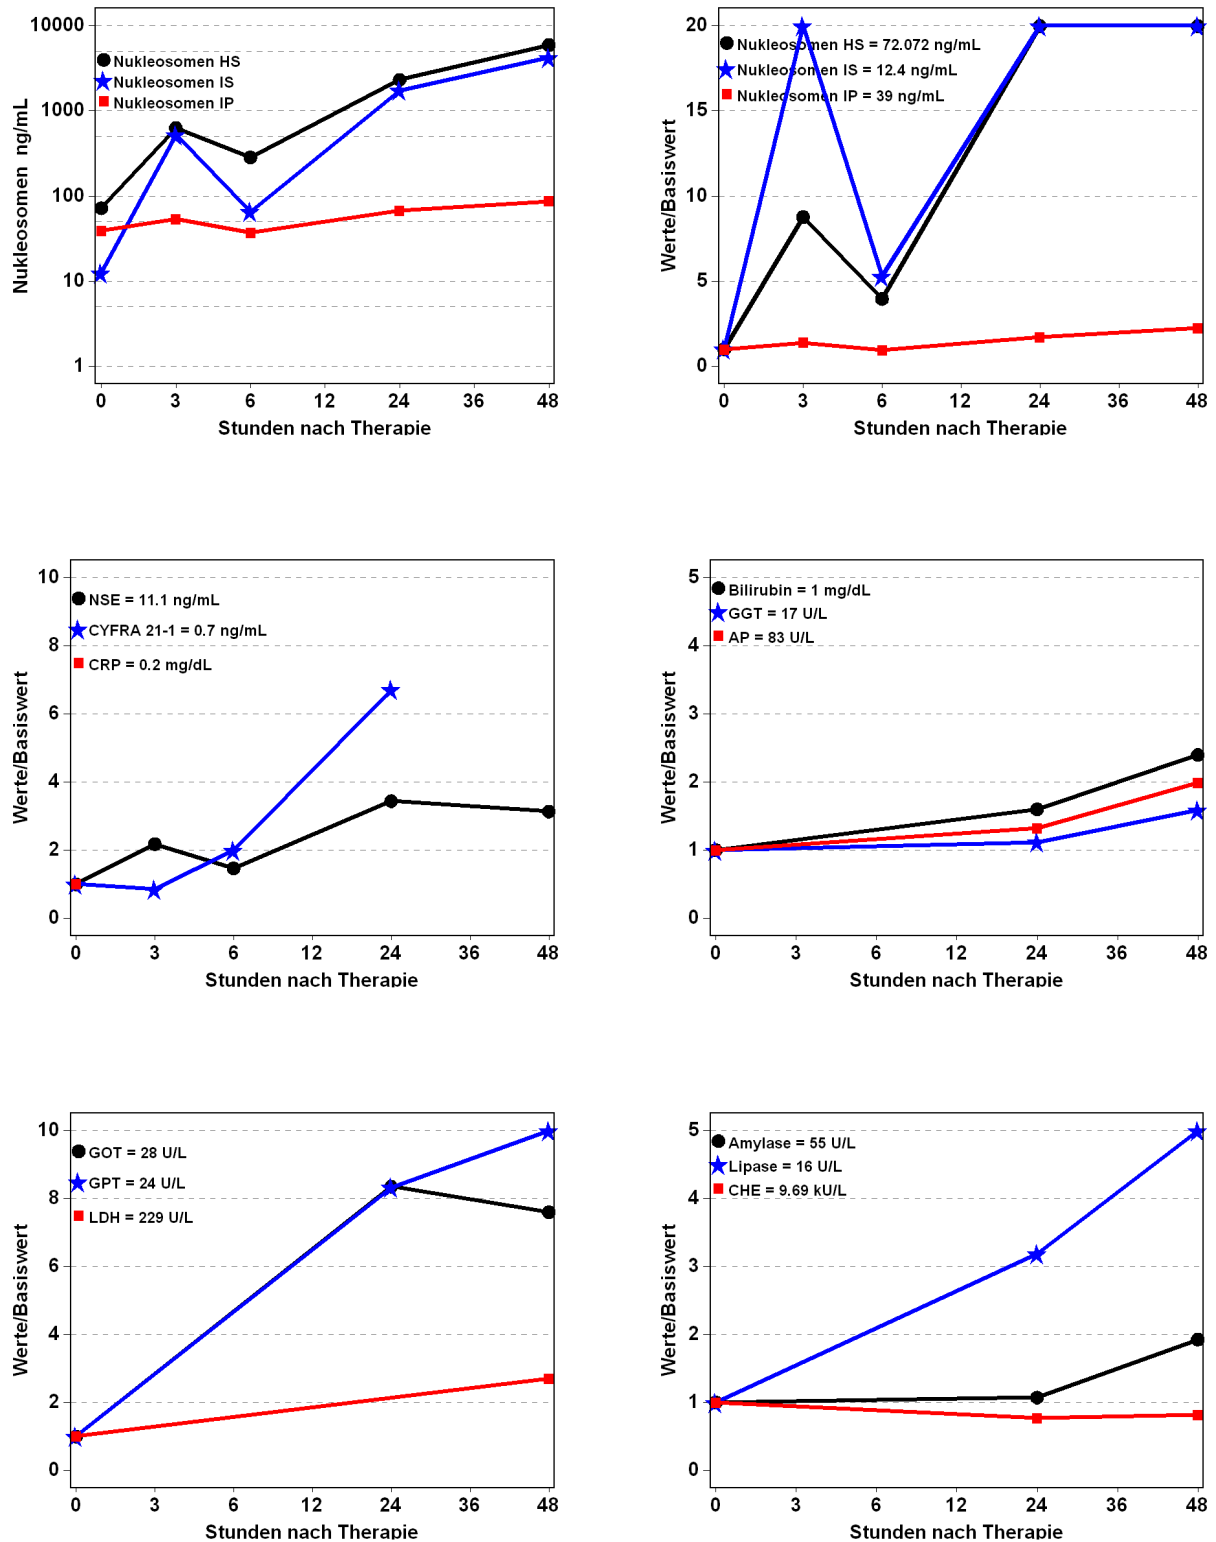 10000
1000
100
10
1
Nukleosomen ng/mL
Nukleosomen HS
Nukleosomen IS
Nukleosomen IP
0 3 6 12 24 36 48
Stunden nach Therapie
20
15
10
5
0
Werte/Basiswert
Nukleosomen HS = 72.072 ng/mL
Nukleosomen IS = 12.4 ng/mL
Nukleosomen IP = 39 ng/mL
0 3 6 12 24 36 48
Stunden nach Therapie
10
8
6
4
2
0
Werte/Basiswert
NSE = 11.1 ng/mL
CYFRA 21-1 = 0.7 ng/mL
CRP = 0.2 mg/dL
0 3 6 12 24 36 48
Stunden nach Therapie
5
4
3
2
1
0
Werte/Basiswert
Bilirubin = 1 mg/dL
GGT = 17 U/L
AP = 83 U/L
0 3 6 12 24 36 48
Stunden nach Therapie
10
8
6
4
2
0
Werte/Basiswert
GOT = 28 U/L
GPT = 24 U/L
LDH = 229 U/L
0 3 6 12 24 36 48
Stunden nach Therapie
5
4
3
2
1
0
Werte/Basiswert
Amylase = 55 U/L
Lipase = 16 U/L
CHE = 9.69 kU/L
0 3 6 12 24 36 48
Stunden nach Therapie